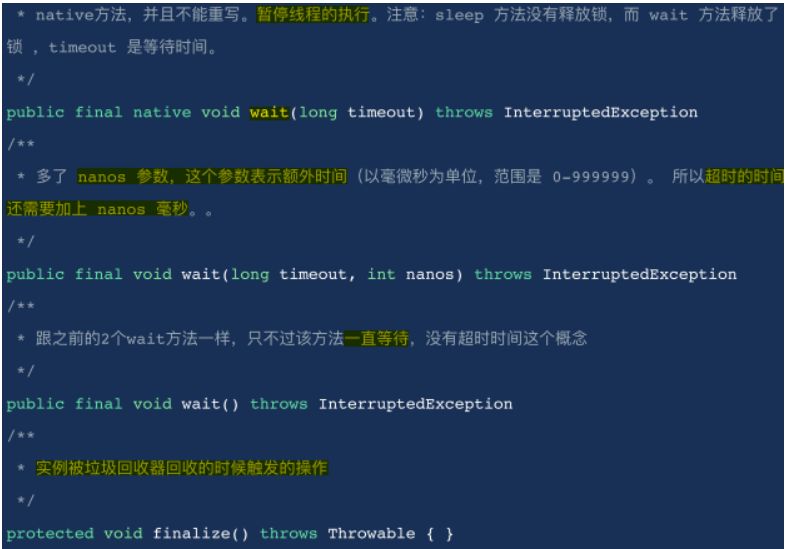 * native方法，并且不能重写。暂停线程的执行。注意：sleep 方法没有释放锁，而 wait 方法释放了
锁 ，timeout 是等待时间。
*/
public final native void wait(long timeout) throws InterruptedException
/**
* 多了 nanos 参数，这个参数表示额外时间（以毫微秒为单位，范围是 0-999999）。 所以超时的时间
还需要加上 nanos 毫秒。。
*/
public final void wait(long timeout, int nanos) throws InterruptedException
/**
* 跟之前的2个wait方法一样，只不过该方法一直等待，没有超时时间这个概念
*/
public final void wait() throws InterruptedException
/**
* 实例被垃圾回收器回收的时候触发的操作
*/
protected void finalize() throws Throwable { }